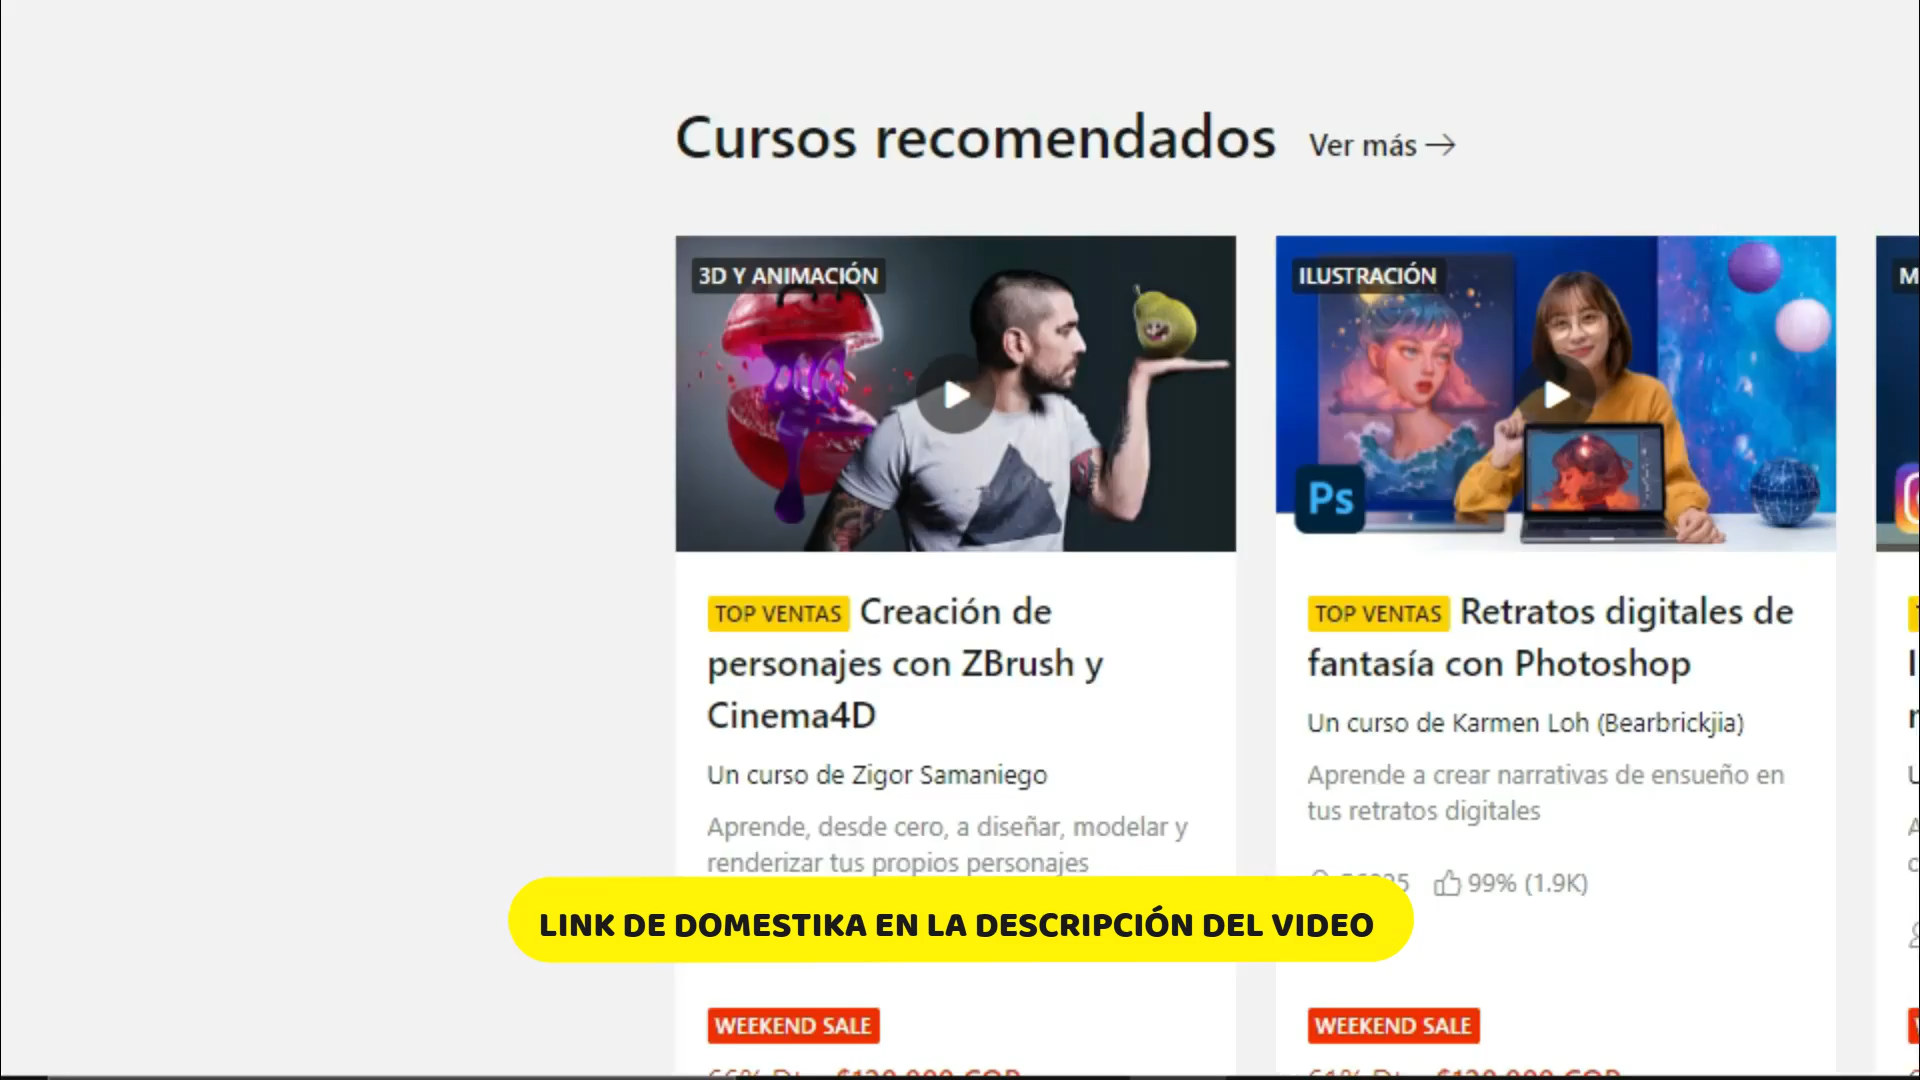 Cursos recomendados
Ver más
3D Y ANIMACIÓN
TOP VENTAS Creación de
personajes con ZBrush y
Cinema4D
Un curso de Zigor Samaniego
Aprende, desde cero, a diseñar, modelar y
renderizar tus propios personajes
WEEKEND SALE
ILUSTRACIÓN
Ps
TOP VENTAS Retratos digitales de
fantasía con Photoshop
Un curso de Karmen Loh (Bearbrickjia)
Aprende a crear narrativas de ensueño en
tus retratos digitales
99% (1.9K)
WEEKEND SALE
LINK DE DOMESTIKA EN LA DESCRIPCIÓN DEL VIDEO